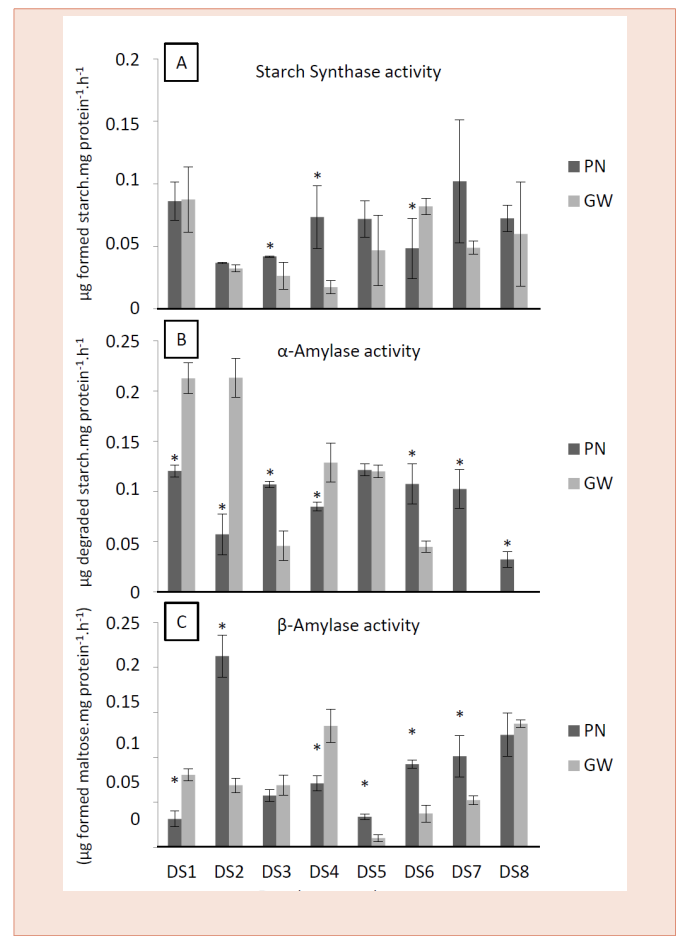 A
Starch Synthase activity
µg formed starch.mg protein⁻¹.h⁻¹
0.2
0.15
0.1
0.05
0
*
*
*
PN
GW
B
α-Amylase activity
µg degraded starch.mg protein⁻¹.h⁻¹
0.25
0.2
0.15
0.1
0.05
0
*
*
*
*
*
*
*
PN
GW
C
β-Amylase activity
(µg formed maltose.mg protein⁻¹.h⁻¹)
0.25
0.2
0.15
0.1
0.05
0
*
*
*
*
*
*
PN
GW
DS1 DS2 DS3 DS4 DS5 DS6 DS7 DS8